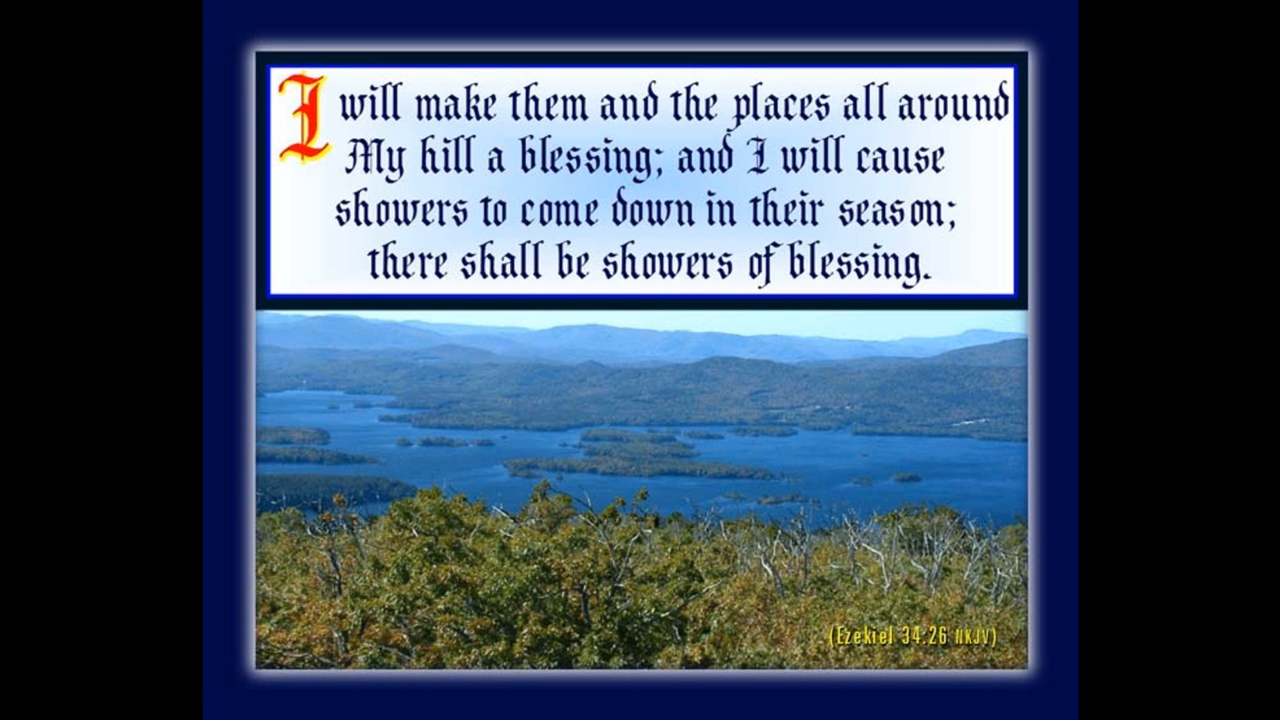 I will make them and the places all around
My hill a blessing; and I will cause
showers to come down in their season;
there shall be showers of blessing.
(Ezekiel 34:26 NKJV)